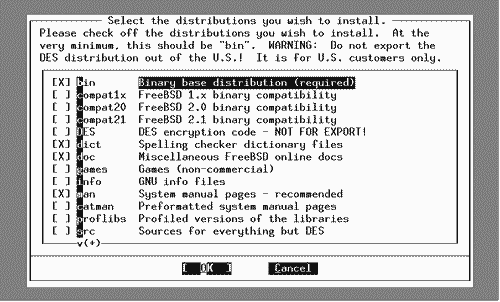 Select the distributions you wish to install.
Please check off the distributions you wish to install. At the
very minimum, this should be "bin". WARNING: Do not export the
DES distribution out of the U.S.! It is for U.S. customers only.
[X] bin Binary base distribution (required)
[ ] compat1x FreeBSD 1.x binary compatibility
[ ] compat20 FreeBSD 2.0 binary compatibility
[ ] compat21 FreeBSD 2.1 binary compatibility
[ ] DES DES encryption code - NOT FOR EXPORT!
[X] dict Spelling checker dictionary files
[X] doc Miscellaneous FreeBSD online docs
[ ] games Games (non-commercial)
[ ] info GNU info files
[X] man System manual pages - recommended
[ ] catman Preformatted system manual pages
[ ] proflibs Profiled versions of the libraries
[ ] src Sources for everything but DES
v(+)
[ OK ] Cancel